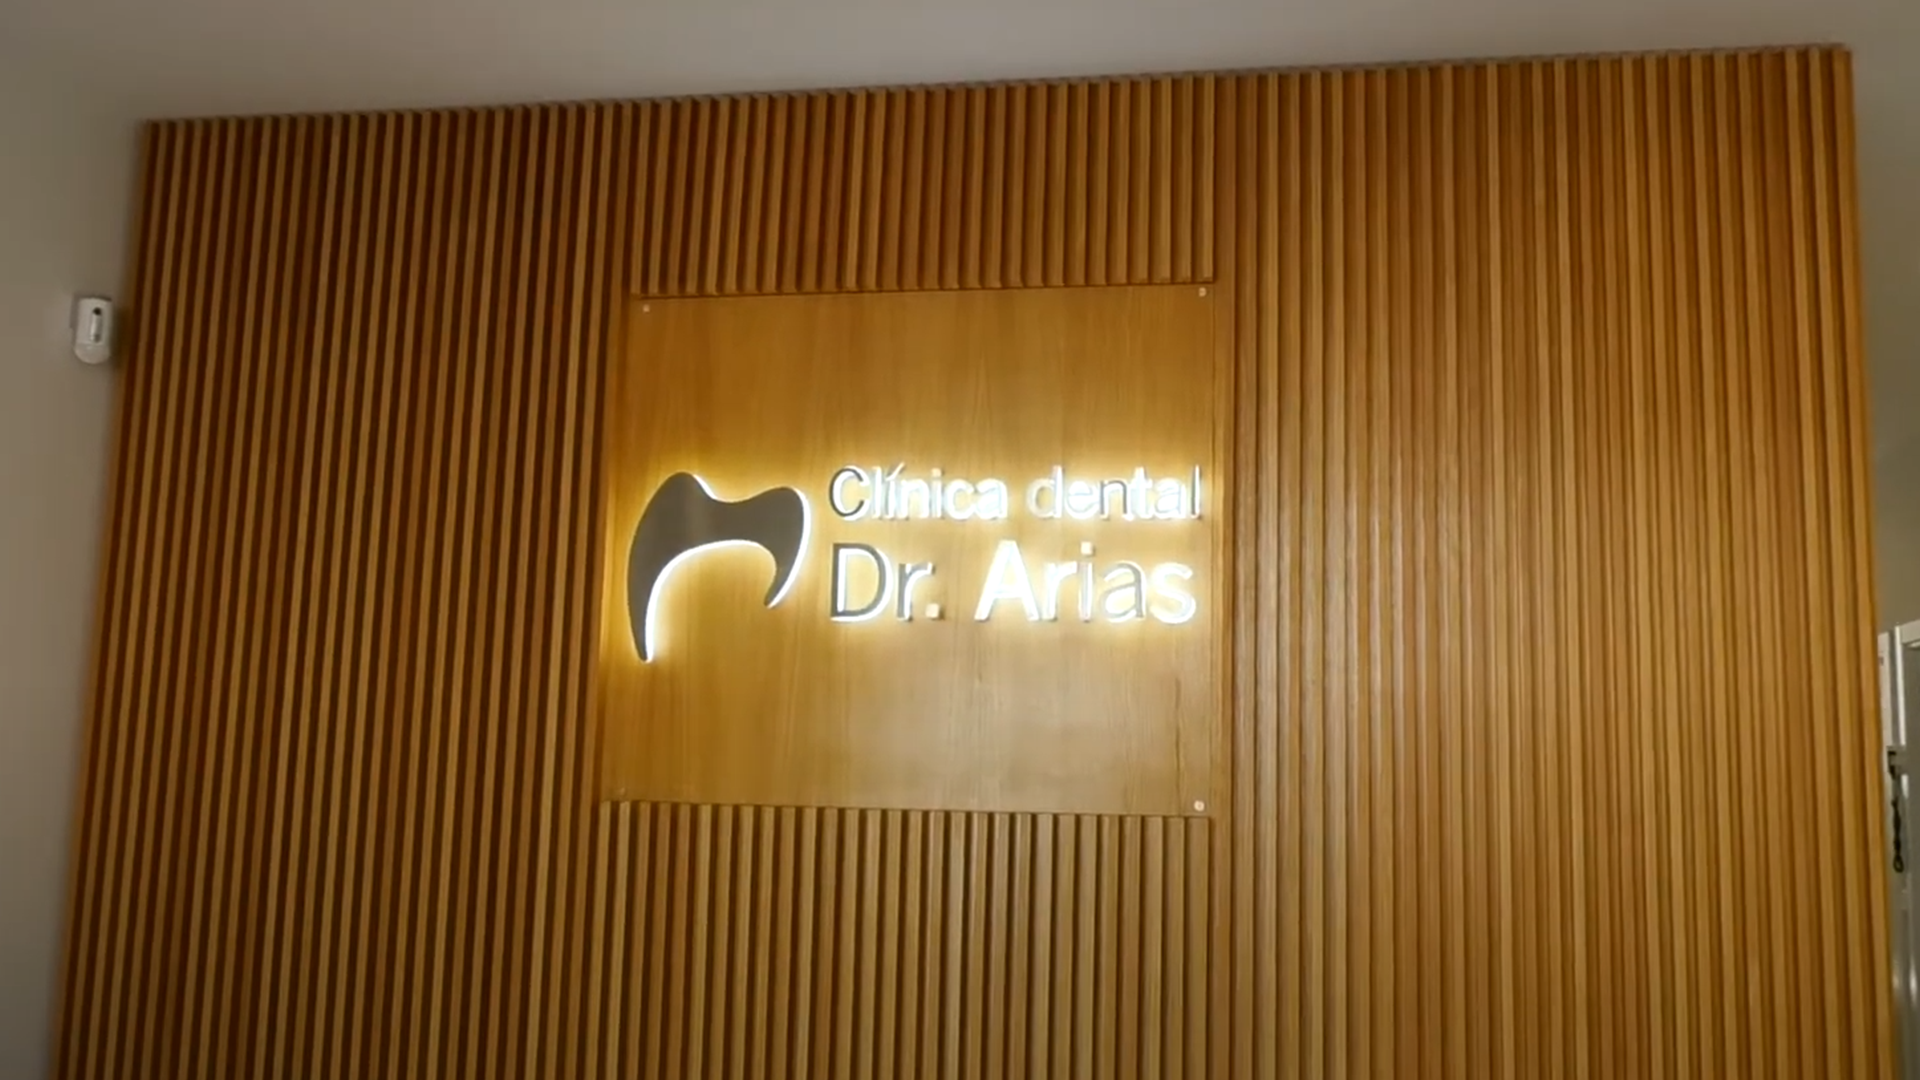 Clínica dental
Dr. Arias